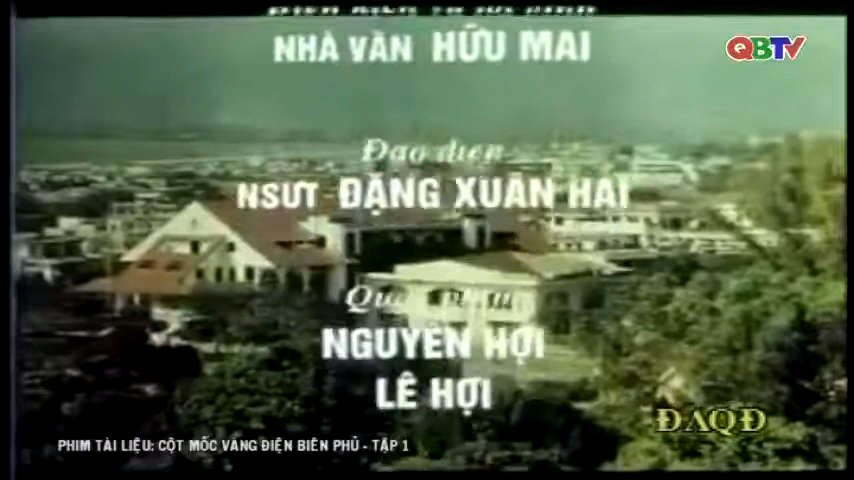 QBTV
NHÀ VĂN HỮU MAI
Đạo diễn
NSƯT ĐẶNG XUÂN HẢI
NGUYỄN HỢI
LÊ HỢI
ĐAQĐ
PHIM TÀI LIỆU: CỘT MỐC VÀNG ĐIỆN BIÊN PHỦ - TẬP 1